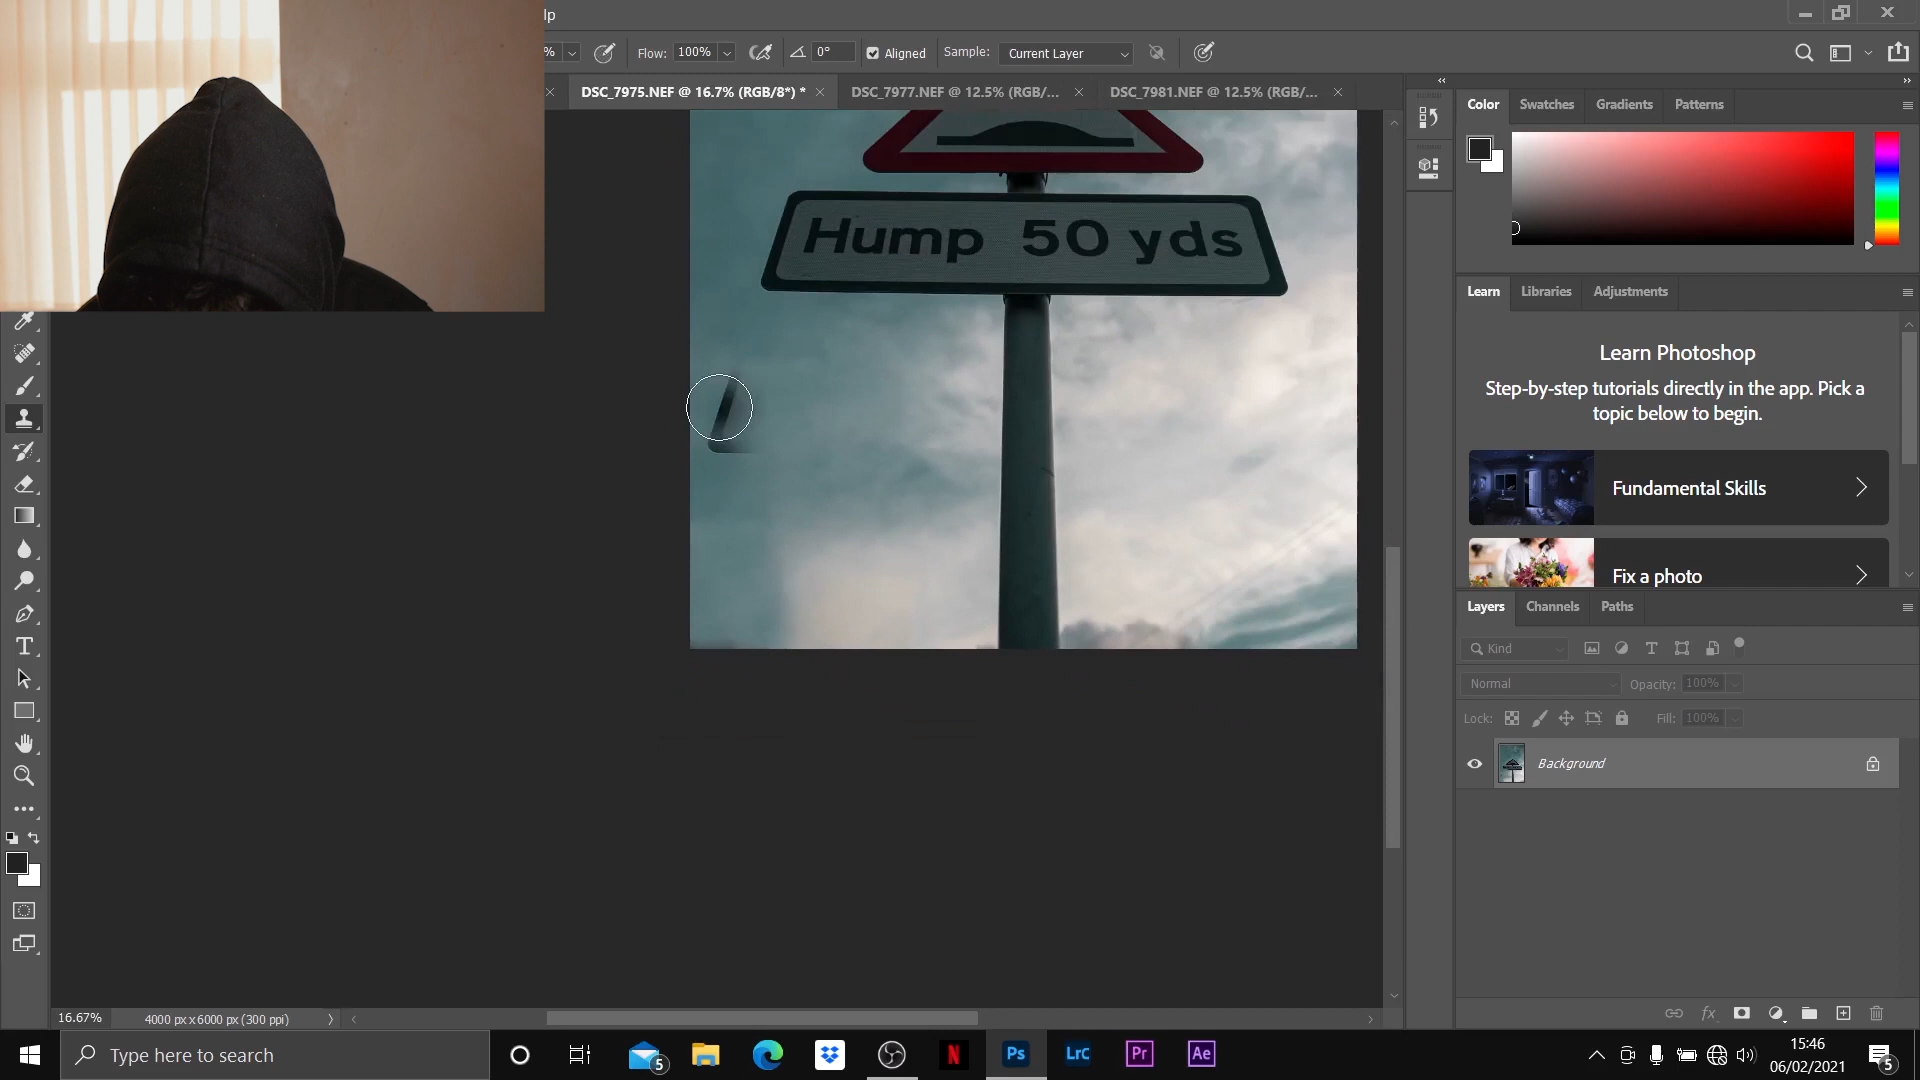 lp
%
Flow: 100%
0°
Aligned
Sample: Current Layer
DSC_7975.NEF @ 16.7% (RGB/8*) *
DSC_7977.NEF @ 12.5% (RGB/...
DSC_7981.NEF @ 12.5% (RGB/...
Color Swatches Gradients Patterns
Hump 50 yds
Learn Libraries Adjustments
Learn Photoshop
Step-by-step tutorials directly in the app. Pick a
topic below to begin.
Fundamental Skills
Fix a photo
Layers Channels Paths
Kind
Normal Opacity: 100%
Lock: Fill: 100%
Background
16.67% 4000 px x 6000 px (300 ppi)
Type here to search
5
N
Ps
LrC
Pr
Ae
15:46
06/02/2021
5